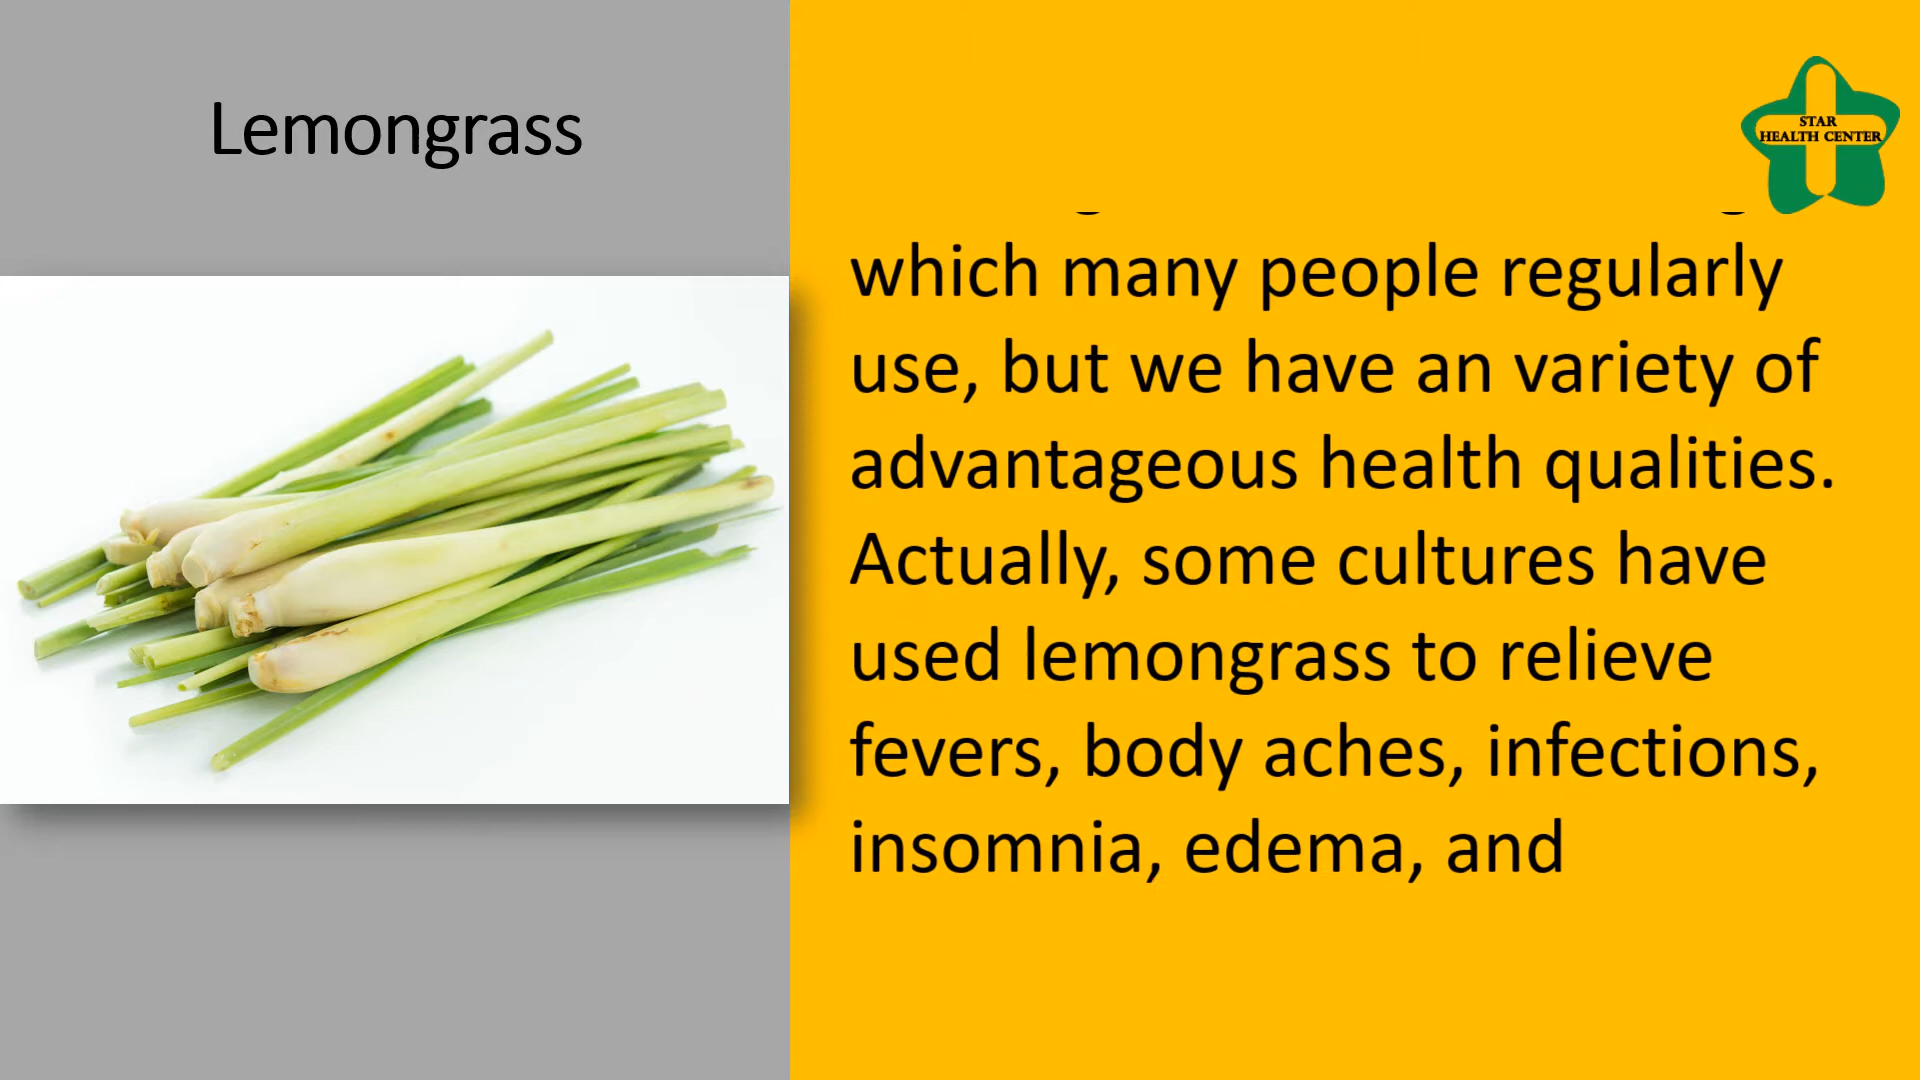 Lemongrass
STAR
HEALTH CENTER
which many people regularly
use, but we have an variety of
advantageous health qualities.
Actually, some cultures have
used lemongrass to relieve
fevers, body aches, infections,
insomnia, edema, and